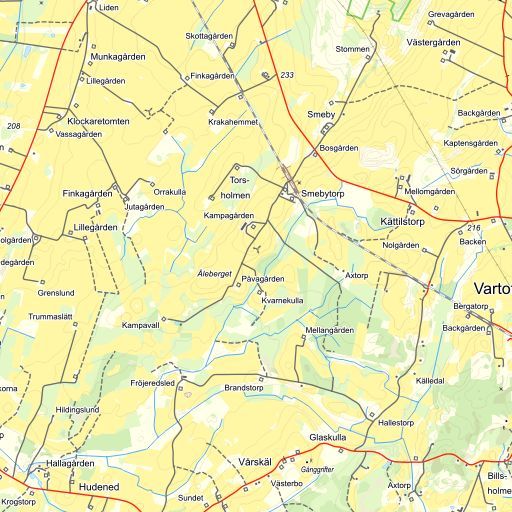 Liden
Grevagården
Skottagården
Stommen
Västergården
Munkagården
Lillegården
Finkagården
233
Klockaretomten
Krakahemmet
Smeby
Backgården
208
Vassagården
Bosgården
Kaptensgården
Sörgården
Tors-
holmen
Finkagården
Orrakulla
Jutagården
Smebytorp
Mellomgården
Kampagården
Kättilstorp
216
Lillegården
olgården
Nolgården
Backen
degården
Åleberget
Påvagården
Axtorp
Grenslund
Kvarnekulla
Vartof
Trummaslätt
Kampavall
Mellangården
Bergatorp
Backgården
Fröjeredsled
Brandstorp
Källedal
korna
Hildingslund
Hallestorp
Glaskulla
Hallagården
Vårskäl
Gånggrifter
Hudened
Västerbo
Bills-
holme
Krogstorp
Sundet
Axtorp